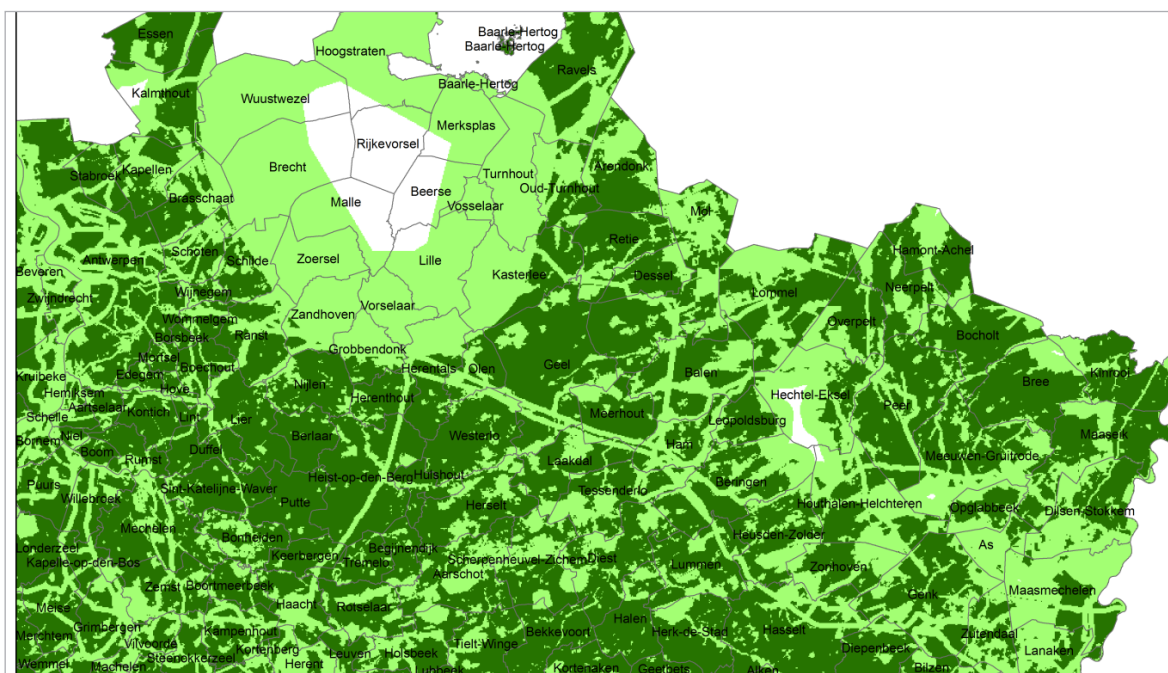 Baarle-Hertog
Essen
Baarle-Hertog
Hoogstraten
Ravels
Baarle-Hertog
Kalmthout
Wuustwezel
Merksplas
Rijkevorsel
Brecht
Arendonk
Kapellen
Stabroek
Turnhout
Oud-Turnhout
Beerse
Brasschaat
Malle
Vosselaar
Mol
Retie
Schoten
Hamont-Achel
Antwerpen
Schilde
Zoersel
Lille
Beveren
Kasterlee
Dessel
Neerpelt
Wijnegem
Lommel
Zwijndrecht
Vorselaar
Zandhoven
Wommelgem
Overpelt
Borsbeek
Ranst
Bocholt
Grobbendonk
Mortsel
Boechout
Herentals
Olen
Geel
Balen
Kruibeke
Edegem
Kinrooi
Nijlen
Bree
Hove
Hemiksem
Herenthout
Hechtel-Eksel
Aartselaar
Kontich
Peer
Schelle
Lint
Lier
Meerhout
Leopoldsburg
Bornem
Niel
Berlaar
Westerlo
Maaseik
Boom
Duffel
Ham
Rumst
Laakdal
Meeuwen-Gruitrode
Heist-op-den-Berg
Hulshout
Puurs
Beringen
Sint-Katelijne-Waver
Tessenderlo
Willebroek
Putte
Herselt
Houthalen-Helchteren
Opglabbeek
Dilsen-Stokkem
Mechelen
Bonheiden
Heusden-Zolder
As
Londerzeel
Begijnendijk
Keerbergen
Kapelle-op-den-Bos
Tremelo
Scherpenheuvel-Zichem
Diest
Lummen
Zonhoven
Aarschot
Zemst
Boortmeerbeek
Maasmechelen
Genk
Haacht
Rotselaar
Meise
Halen
Grimbergen
Kampenhout
Bekkevoort
Herk-de-Stad
Hasselt
Merchtem
Zutendaal
Vilvoorde
Tielt-Winge
Kortenberg
Diepenbeek
Lanaken
Steenokkerzeel
Leuven
Holsbeek
Wemmel
Machelen
Herent
Lubbeek
Kortenaken
Geetbets
Alken
Bilzen